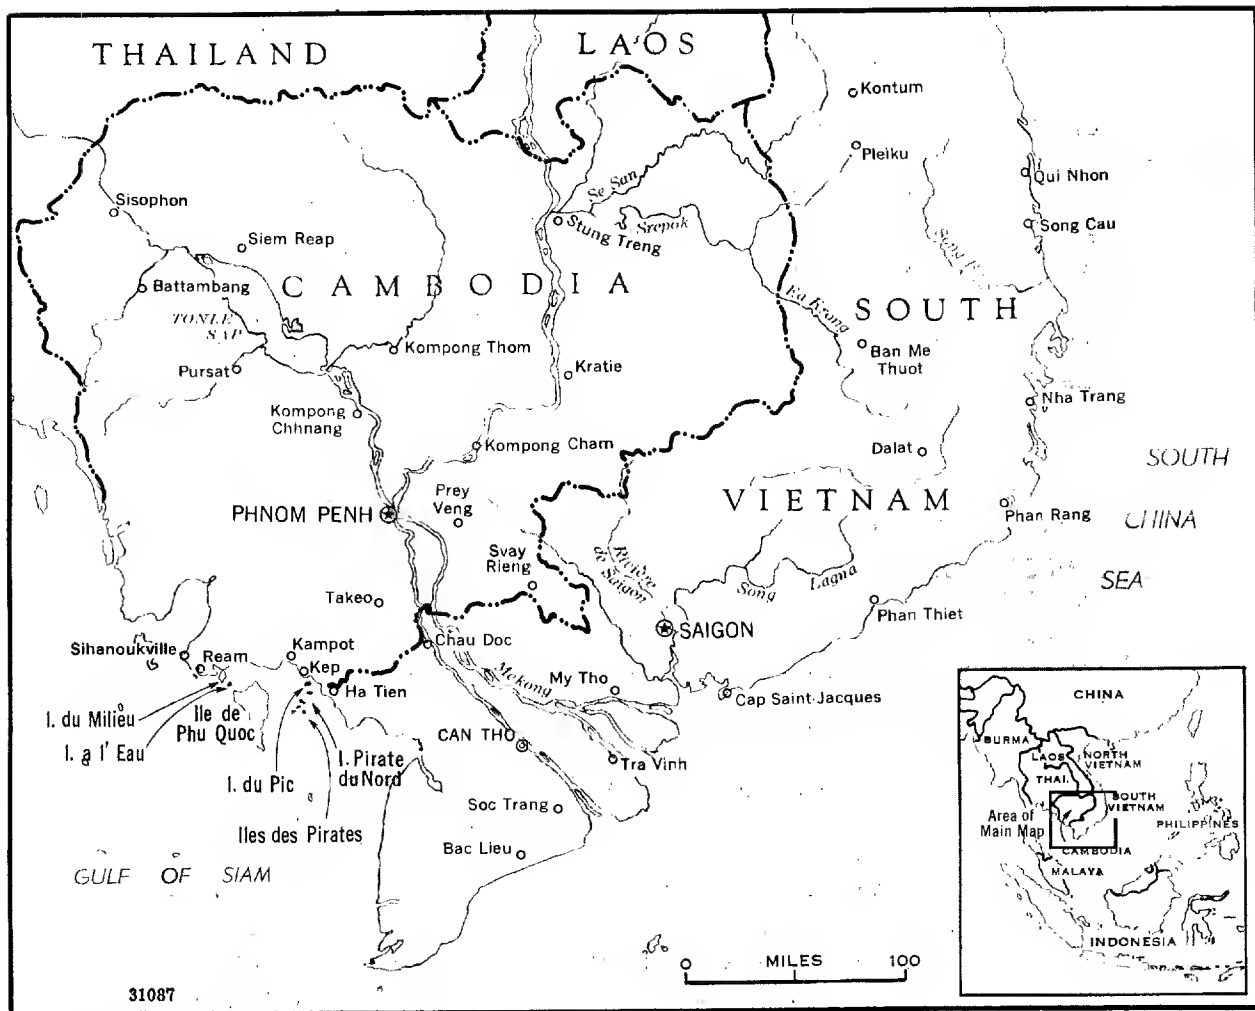 THAILAND
LAOS
Kontum
Pleiku
Qui Nhon
Song Cau
Se San
Srepok
Stung Treng
Sisophon
Siem Reap
Battambang
CAMBODIA
TONLE
SAP
SOUTH
Ea Krong
Ban Me
Thuot
Kompong Thom
Pursat
Kratie
Kompong
Chhnang
Nha Trang
Kompong Cham
Dalat
SOUTH
CHINA
SEA
VIETNAM
PHNOM PENH
Prey
Veng
Phan Rang
Svay
Rieng
Rivière
de Saigon
Song
Lagna
Takeo
Phan Thiet
SAIGON
Sihanoukville
Ream
Kampot
Kep
Chau Doc
Ha Tien
Mekong
My Tho
Cap Saint-Jacques
I. du Milieu
Ile de
Phu Quoc
I. a l' Eau
I. du Pic
I. Pirate
du Nord
Iles des Pirates
CAN THO
Tra Vinh
Soc Trang
Bac Lieu
GULF OF SIAM
0 MILES 100
31087
CHINA
BURMA
LAOS
NORTH
VIETNAM
THAI.
SOUTH
VIETNAM
Area of
Main Map
PHILIPPINES
CAMBODIA
MALAYA
INDONESIA